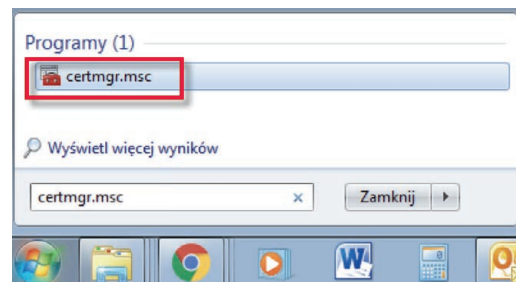 Programy (1)
certmgr.msc
Wyświetl więcej wyników
certmgr.msc
Zamknij